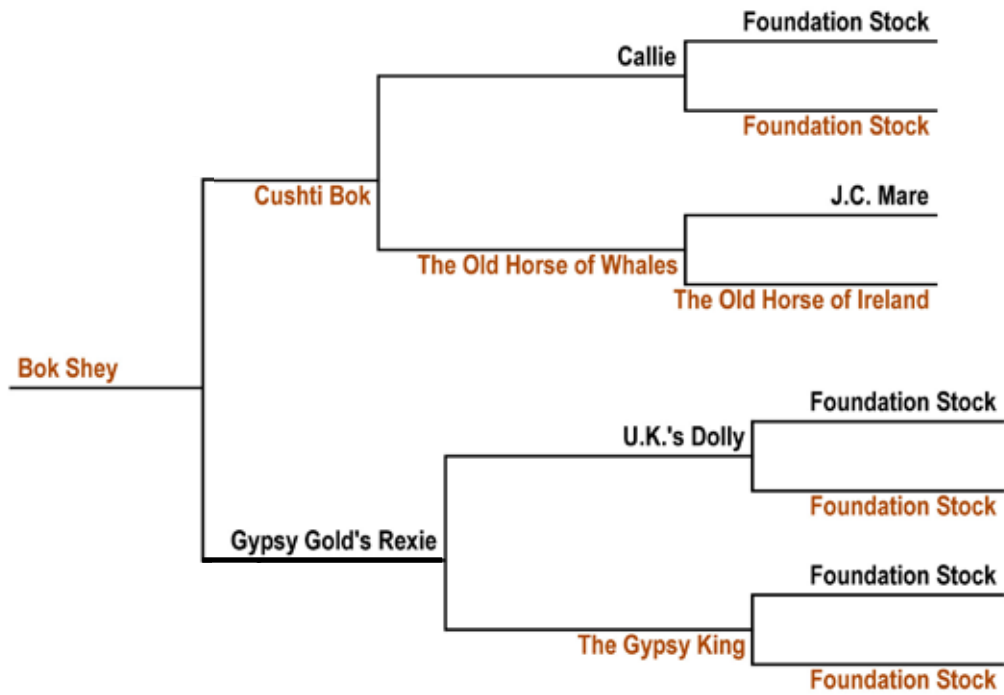 Foundation Stock
Callie
Foundation Stock
Cushti Bok
J.C. Mare
The Old Horse of Whales
The Old Horse of Ireland
Bok Shey
Foundation Stock
U.K.'s Dolly
Foundation Stock
Gypsy Gold's Rexie
Foundation Stock
The Gypsy King
Foundation Stock